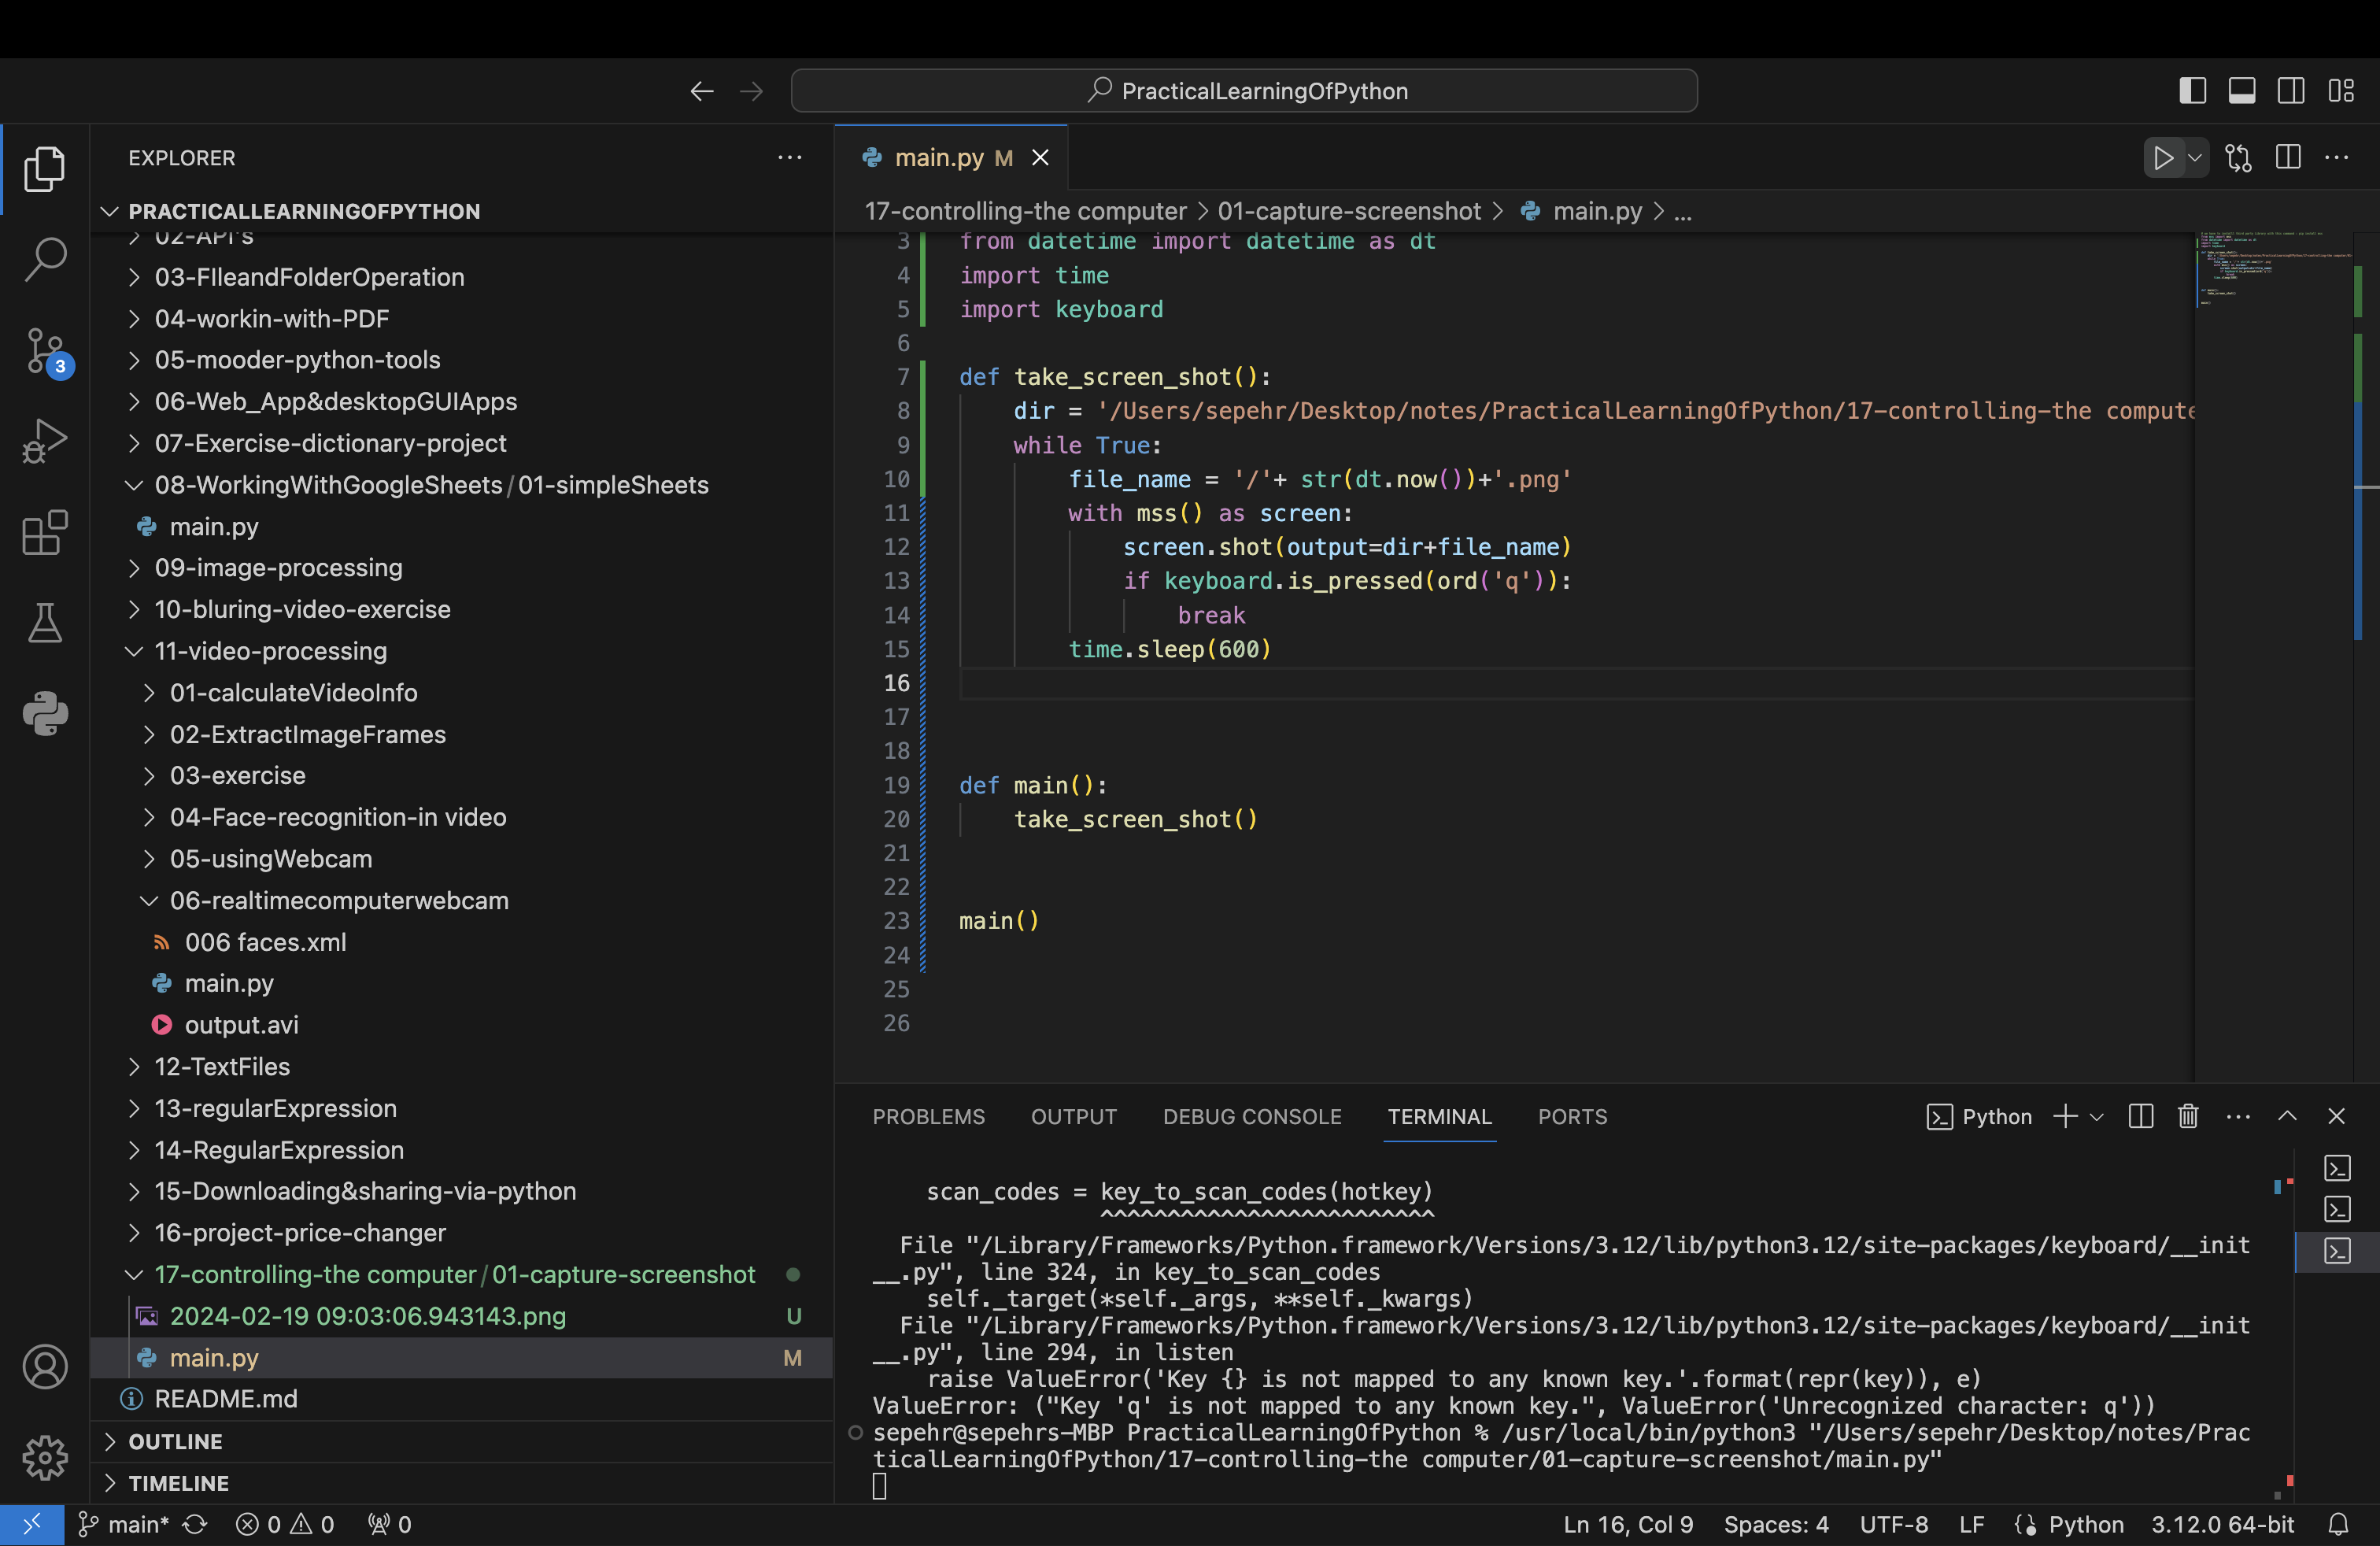 PracticalLearningOfPython
EXPLORER
PRACTICALLEARNINGOFPYTHON
02-API's
03-FIleandFolderOperation
04-workin-with-PDF
05-mooder-python-tools
06-Web_App&desktopGUIApps
07-Exercise-dictionary-project
08-WorkingWithGoogleSheets/01-simpleSheets
main.py
09-image-processing
10-bluring-video-exercise
11-video-processing
01-calculateVideoInfo
02-ExtractImageFrames
03-exercise
04-Face-recognition-in video
05-usingWebcam
06-realtimecomputerwebcam
006 faces.xml
main.py
output.avi
12-TextFiles
13-regularExpression
14-RegularExpression
15-Downloading&sharing-via-python
16-project-price-changer
17-controlling-the computer/01-capture-screenshot
2024-02-19 09:03:06.943143.png U
main.py M
README.md
OUTLINE
TIMELINE
3
main.py M
17-controlling-the computer > 01-capture-screenshot > main.py > ...
3 from datetime import datetime as dt
4 import time
5 import keyboard
6
7 def take_screen_shot():
8 dir = '/Users/sepehr/Desktop/notes/PracticalLearningOfPython/17-controlling-the compute
9 while True:
10 file_name = '/'+ str(dt.now())+'.png'
11 with mss() as screen:
12 screen.shot(output=dir+file_name)
13 if keyboard.is_pressed(ord('q')):
14 break
15 time.sleep(600)
16
17
18
19 def main():
20 take_screen_shot()
21
22
23 main()
24
25
26
PROBLEMS OUTPUT DEBUG CONSOLE TERMINAL PORTS Python
scan_codes = key_to_scan_codes(hotkey)
^^^^^^^^^^^^^^^^^^^^^^^^^
File "/Library/Frameworks/Python.framework/Versions/3.12/lib/python3.12/site-packages/keyboard/__init
__.py", line 324, in key_to_scan_codes
self._target(*self._args, **self._kwargs)
File "/Library/Frameworks/Python.framework/Versions/3.12/lib/python3.12/site-packages/keyboard/__init
__.py", line 294, in listen
raise ValueError('Key {} is not mapped to any known key.'.format(repr(key)), e)
ValueError: ("Key 'q' is not mapped to any known key.", ValueError('Unrecognized character: q'))
sepehr@sepehrs-MBP PracticalLearningOfPython % /usr/local/bin/python3 "/Users/sepehr/Desktop/notes/Prac
ticalLearningOfPython/17-controlling-the computer/01-capture-screenshot/main.py"
main* 0 0 0 Ln 16, Col 9 Spaces: 4 UTF-8 LF Python 3.12.0 64-bit